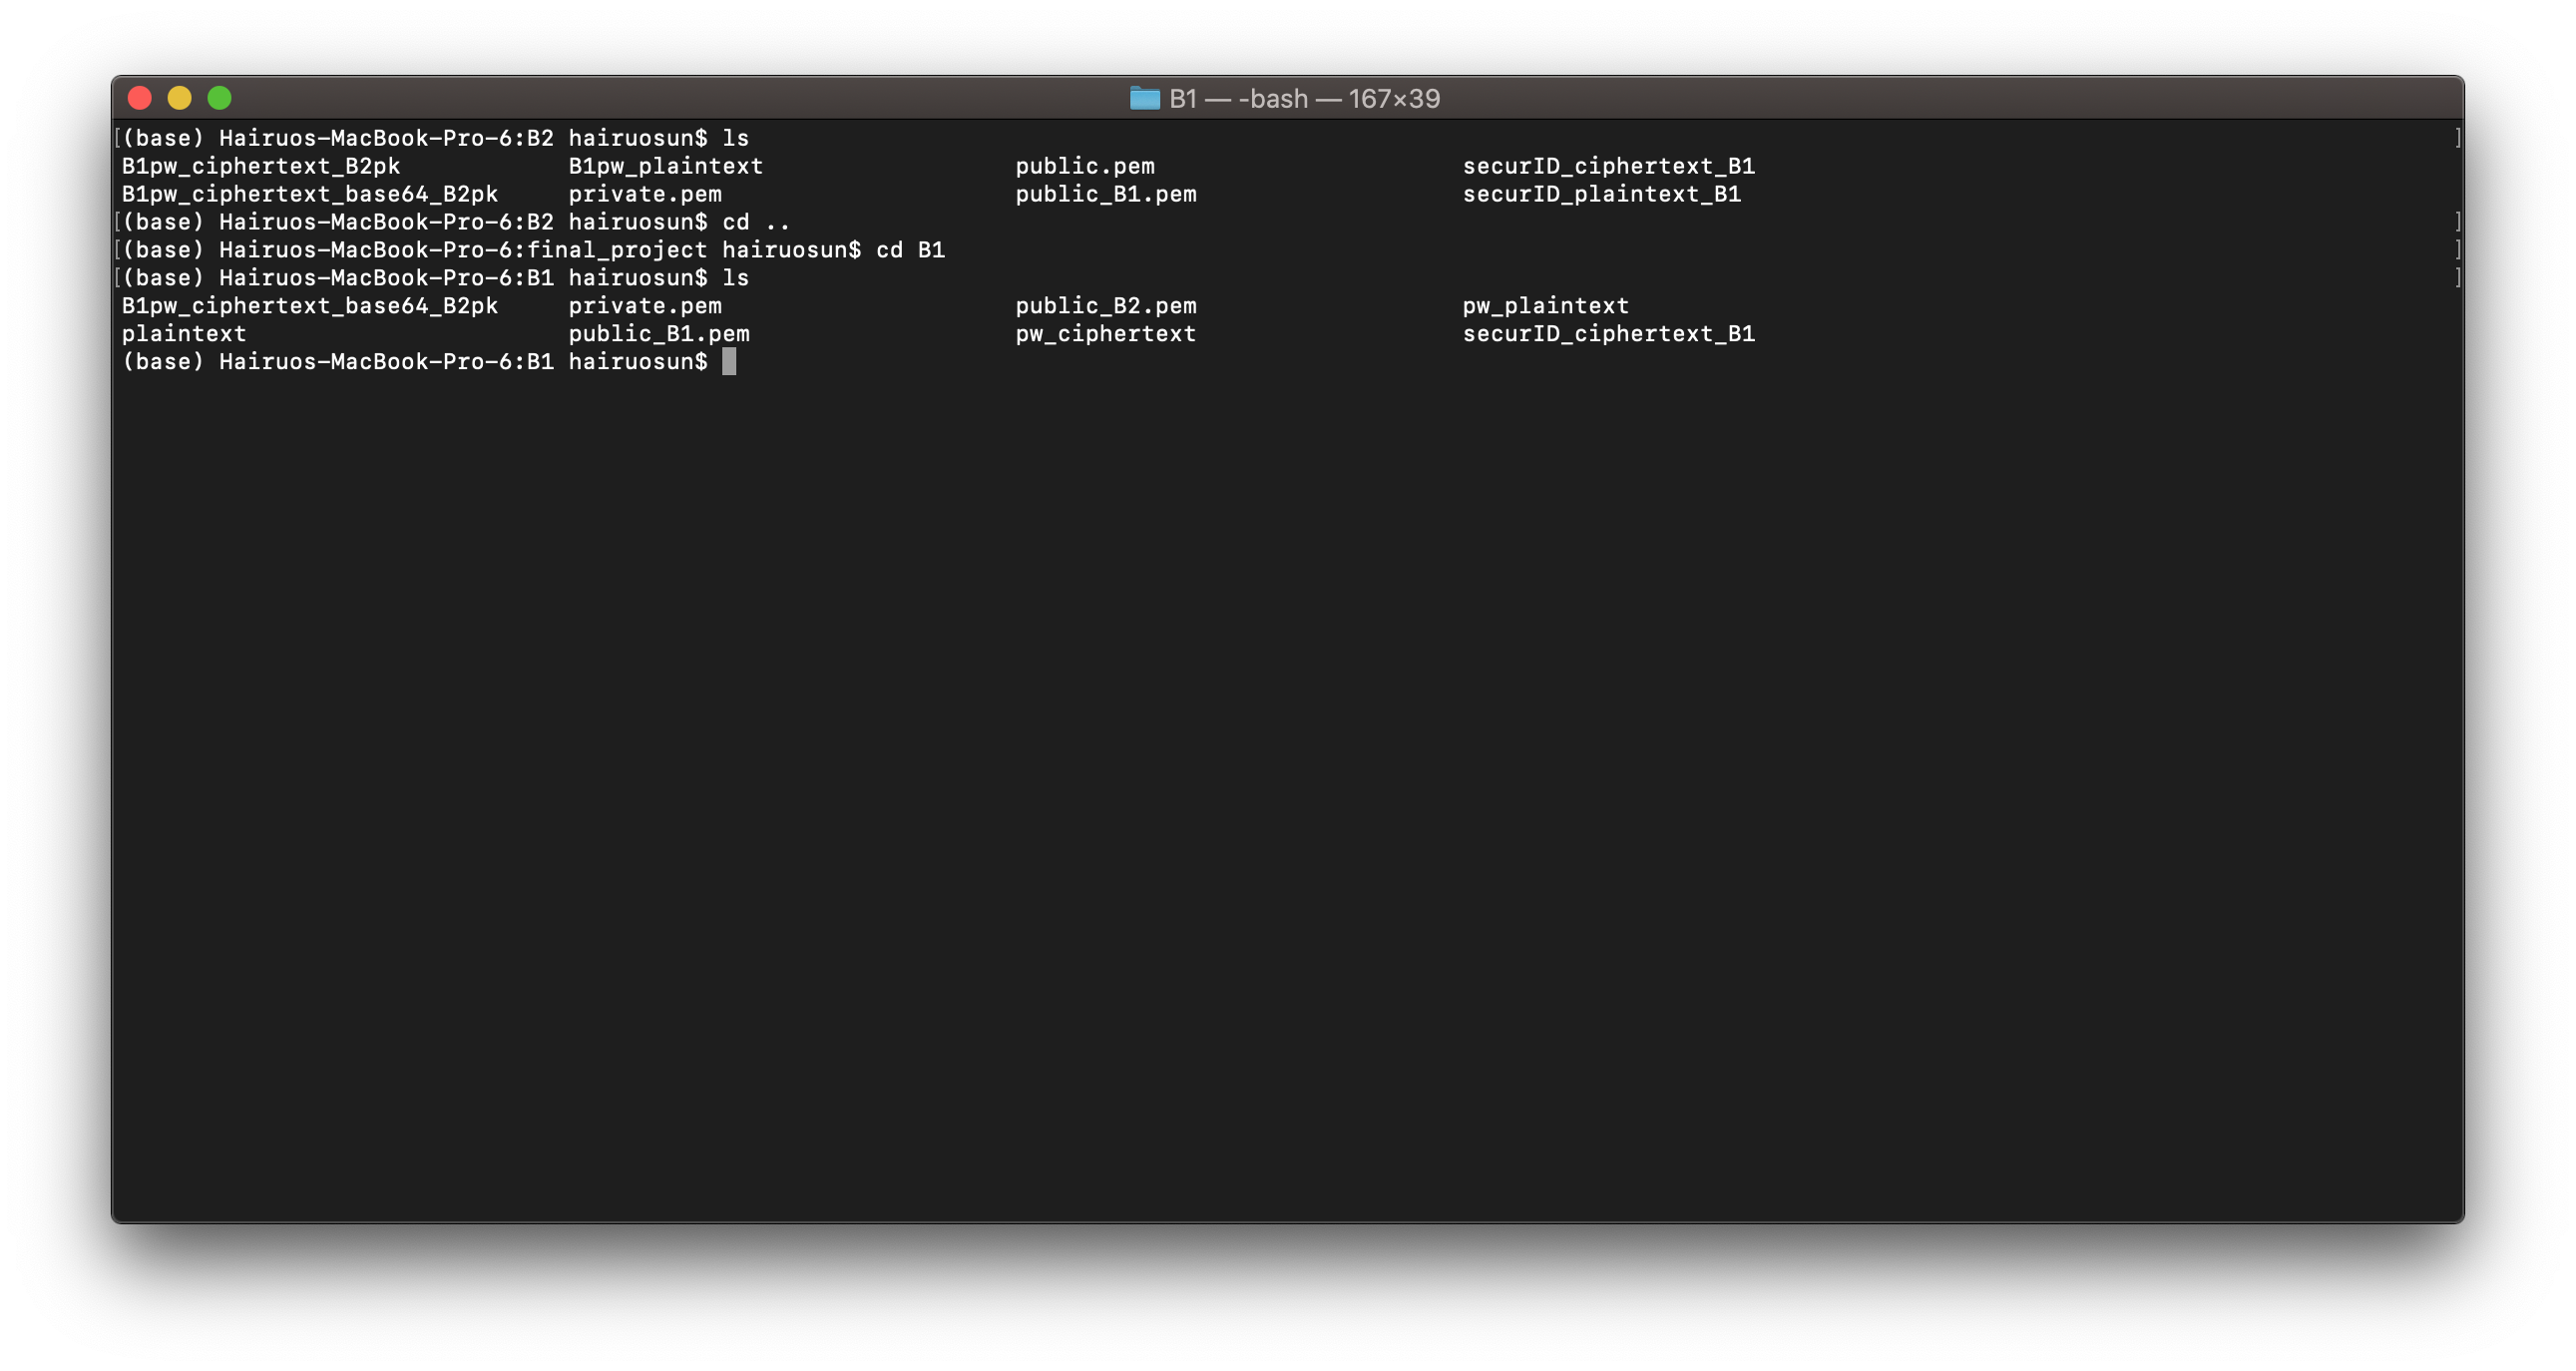 B1 — -bash — 167×39
[(base) Hairuos-MacBook-Pro-6:B2 hairuosun$ ls ]
B1pw_ciphertext_B2pk B1pw_plaintext public.pem securID_ciphertext_B1
B1pw_ciphertext_base64_B2pk private.pem public_B1.pem securID_plaintext_B1
[(base) Hairuos-MacBook-Pro-6:B2 hairuosun$ cd .. ]
[(base) Hairuos-MacBook-Pro-6:final_project hairuosun$ cd B1 ]
[(base) Hairuos-MacBook-Pro-6:B1 hairuosun$ ls ]
B1pw_ciphertext_base64_B2pk private.pem public_B2.pem pw_plaintext
plaintext public_B1.pem pw_ciphertext securID_ciphertext_B1
(base) Hairuos-MacBook-Pro-6:B1 hairuosun$